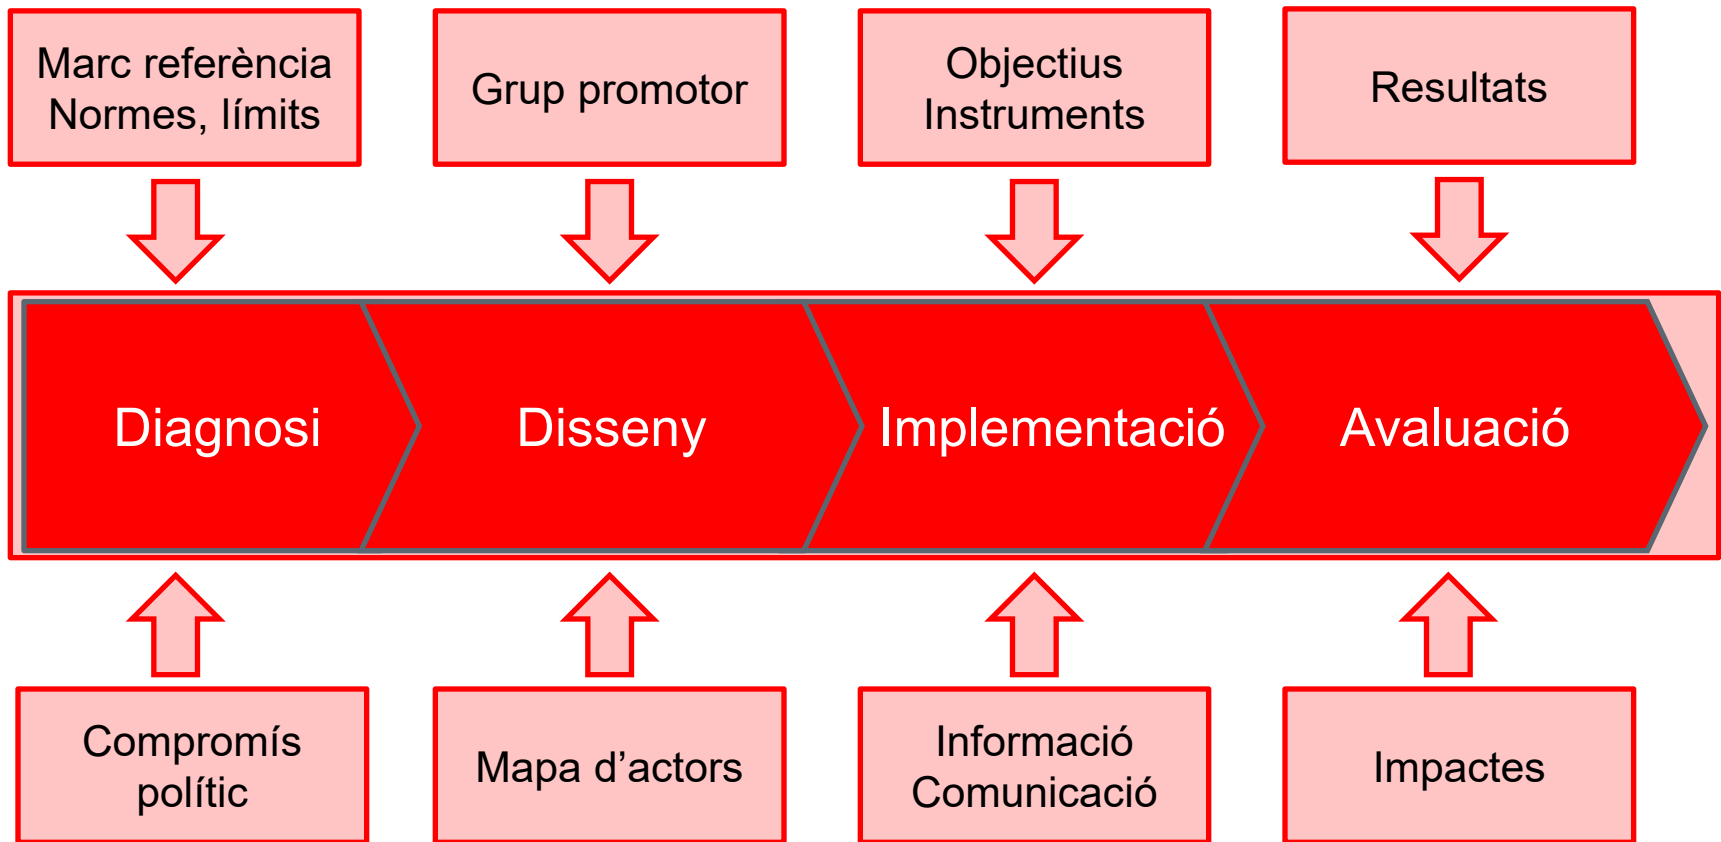 Marc referència
Normes, límits
Grup promotor
Objectius
Instruments
Resultats
Diagnosi
Disseny
Implementació
Avaluació
Compromís
polític
Mapa d’actors
Informació
Comunicació
Impactes